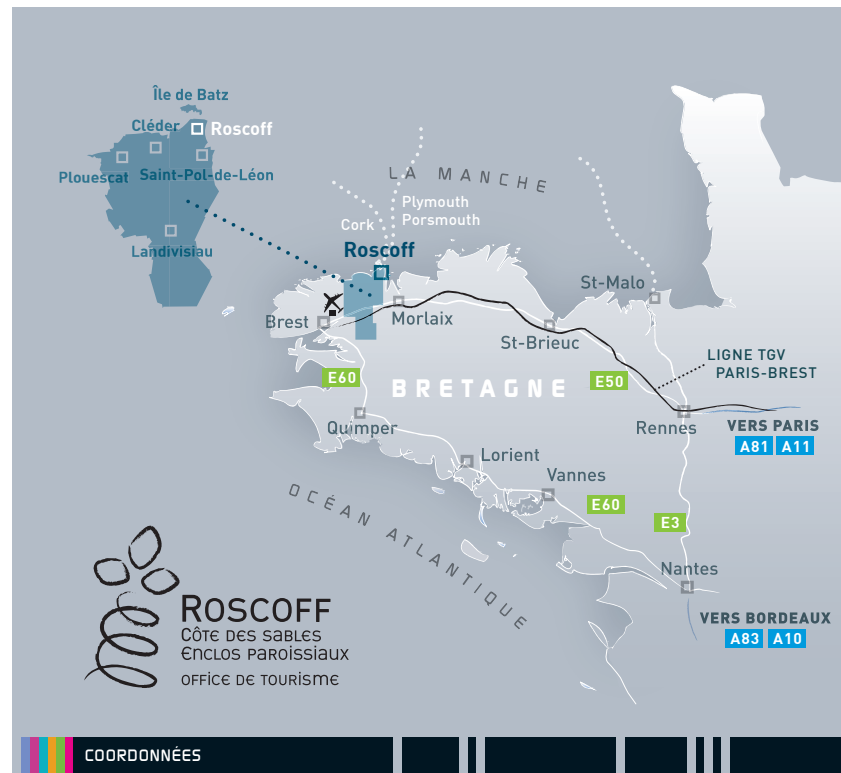 Île de Batz
Cléder
Roscoff
Plouescat
Saint-Pol-de-Léon
Landivisiau
LA MANCHE
Plymouth
Porsmouth
Cork
Roscoff
St-Malo
Brest
Morlaix
St-Brieuc
LIGNE TGV
PARIS-BREST
E60
BRETAGNE
E50
Quimper
Rennes
VERS PARIS
A81 A11
Lorient
Vannes
OCÉAN ATLANTIQUE
E60
E3
Nantes
VERS BORDEAUX
A83 A10
ROSCOFF
CÔTE DES SABLES
ENCLOS PAROISSIAUX
OFFICE DE TOURISME
COORDONNÉES